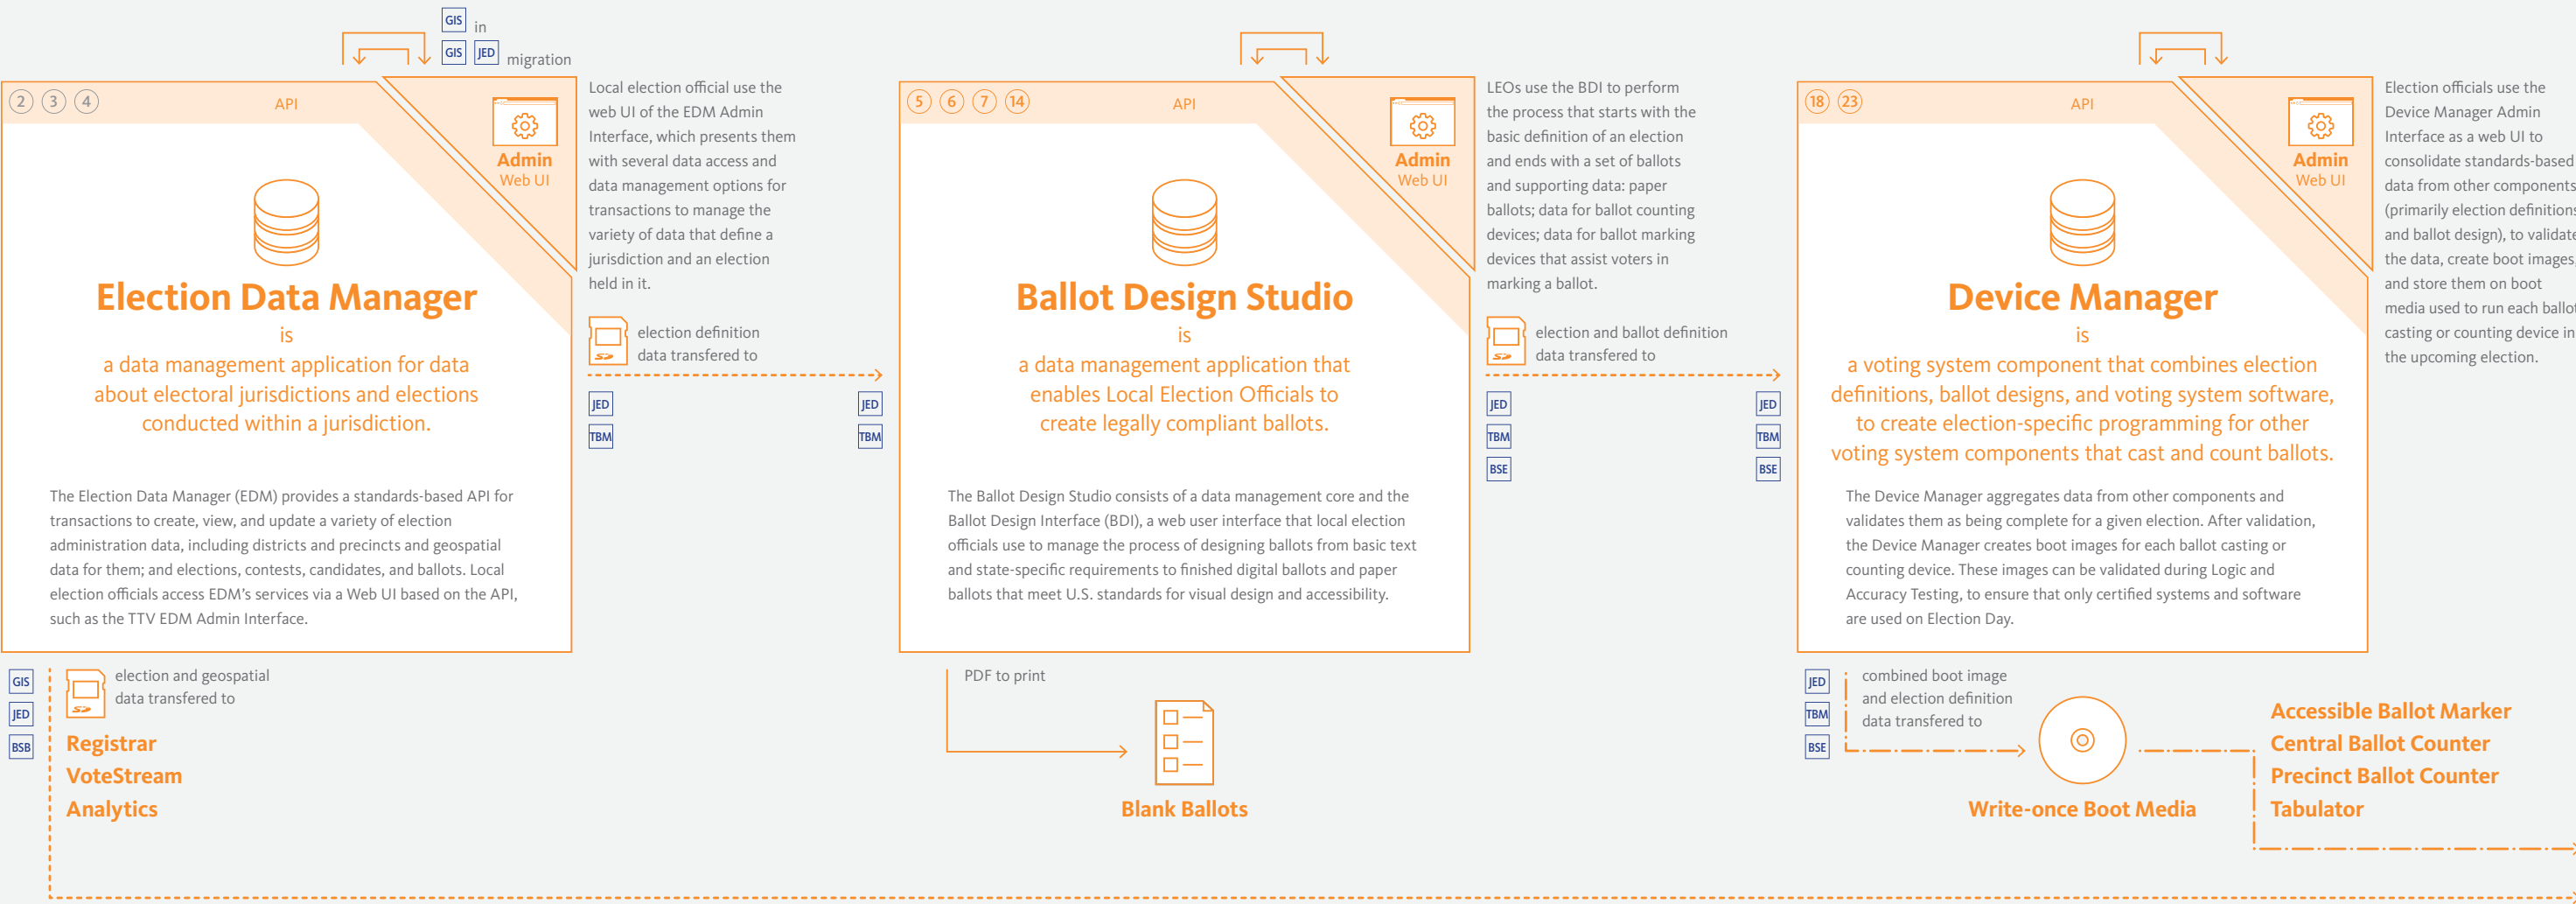 GIS in
GIS JED migration
2 3 4
API
Admin
Web UI
Election Data Manager
is
a data management application for data
about electoral jurisdictions and elections
conducted within a jurisdiction.
The Election Data Manager (EDM) provides a standards-based API for
transactions to create, view, and update a variety of election
administration data, including districts and precincts and geospatial
data for them; and elections, contests, candidates, and ballots. Local
election officials access EDM’s services via a Web UI based on the API,
such as the TTV EDM Admin Interface.
Local election official use the
web UI of the EDM Admin
Interface, which presents them
with several data access and
data management options for
transactions to manage the
variety of data that define a
jurisdiction and an election
held in it.
election definition
data transfered to
JED
TBM
JED
TBM
GIS
JED
BSB
election and geospatial
data transfered to
Registrar
VoteStream
Analytics
5 6 7 14
API
Admin
Web UI
Ballot Design Studio
is
a data management application that
enables Local Election Officials to
create legally compliant ballots.
The Ballot Design Studio consists of a data management core and the
Ballot Design Interface (BDI), a web user interface that local election
officials use to manage the process of designing ballots from basic text
and state-specific requirements to finished digital ballots and paper
ballots that meet U.S. standards for visual design and accessibility.
LEOs use the BDI to perform
the process that starts with the
basic definition of an election
and ends with a set of ballots
and supporting data: paper
ballots; data for ballot counting
devices; data for ballot marking
devices that assist voters in
marking a ballot.
election and ballot definition
data transfered to
JED
TBM
BSE
JED
TBM
BSE
PDF to print
Blank Ballots
18 23
API
Admin
Web UI
Device Manager
is
a voting system component that combines election
definitions, ballot designs, and voting system software,
to create election-specific programming for other
voting system components that cast and count ballots.
The Device Manager aggregates data from other components and
validates them as being complete for a given election. After validation,
the Device Manager creates boot images for each ballot casting or
counting device. These images can be validated during Logic and
Accuracy Testing, to ensure that only certified systems and software
are used on Election Day.
Election officials use the
Device Manager Admin
Interface as a web UI to
consolidate standards-based
data from other components
(primarily election definitions
and ballot design), to validate
the data, create boot images,
and store them on boot
media used to run each ballot
casting or counting device in
the upcoming election.
JED
TBM
BSE
combined boot image
and election definition
data transfered to
Write-once Boot Media
Accessible Ballot Marker
Central Ballot Counter
Precinct Ballot Counter
Tabulator